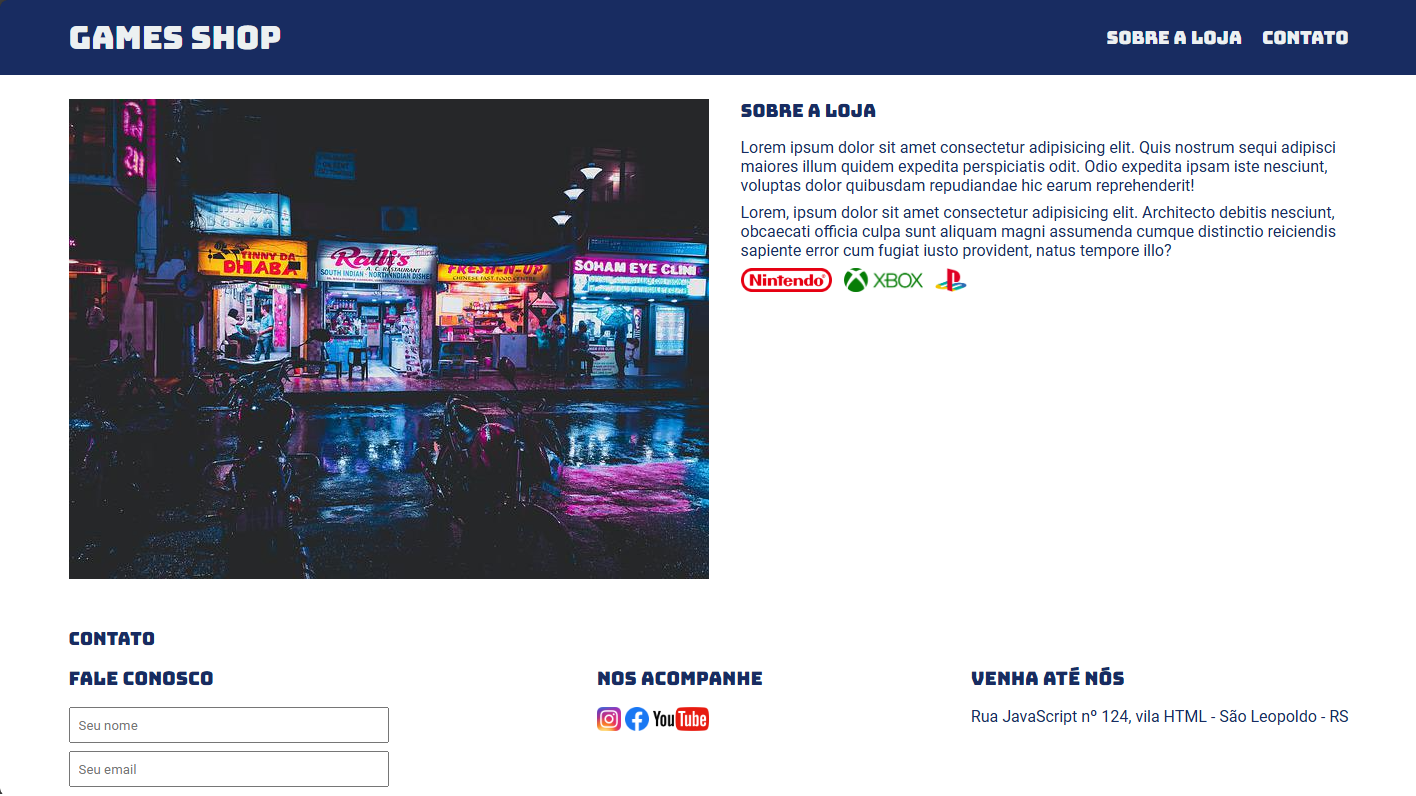 GAMES SHOP
SOBRE A LOJA CONTATO
TINNY DA
DHABA
Ralli's
A. C. RESTAURANT
SOUTH INDIAN - NORTH INDIAN DISHES
FRESH-N-UP
CHINESE FAST FOOD CENTRE
SOHAM EYE CLINI
SOBRE A LOJA
Lorem ipsum dolor sit amet consectetur adipisicing elit. Quis nostrum sequi adipisci
maiores illum quidem expedita perspiciatis odit. Odio expedita ipsam iste nesciunt,
voluptas dolor quibusdam repudiandae hic earum reprehenderit!
Lorem, ipsum dolor sit amet consectetur adipisicing elit. Architecto debitis nesciunt,
obcaecati officia culpa sunt aliquam magni assumenda cumque distinctio reiciendis
sapiente error cum fugiat iusto provident, natus tempore illo?
Nintendo® XBOX
CONTATO
FALE CONOSCO
Seu nome
Seu email
NOS ACOMPANHE
YouTube
VENHA ATÉ NÓS
Rua JavaScript nº 124, vila HTML - São Leopoldo - RS